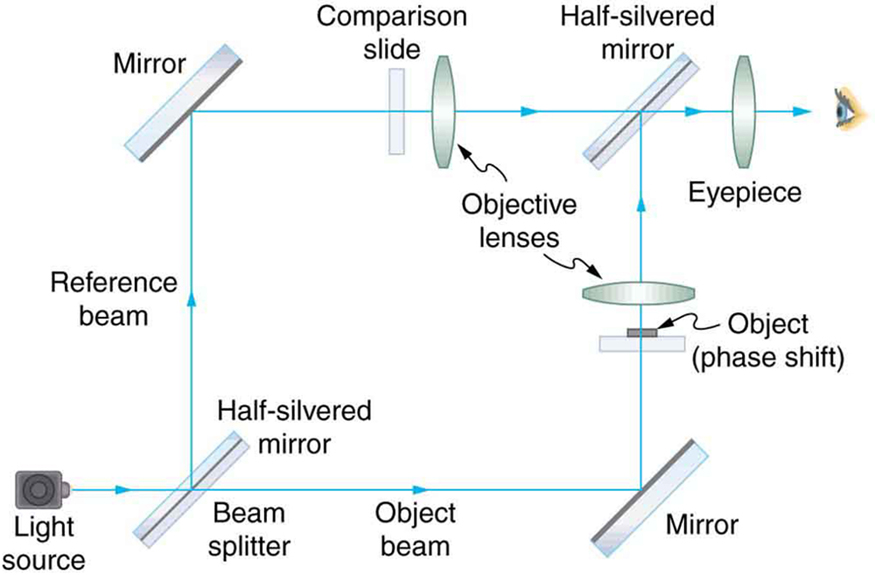 Comparison
slide
Half-silvered
mirror
Mirror
Eyepiece
Objective
lenses
Reference
beam
Object
(phase shift)
Half-silvered
mirror
Light
source
Beam
splitter
Object
beam
Mirror